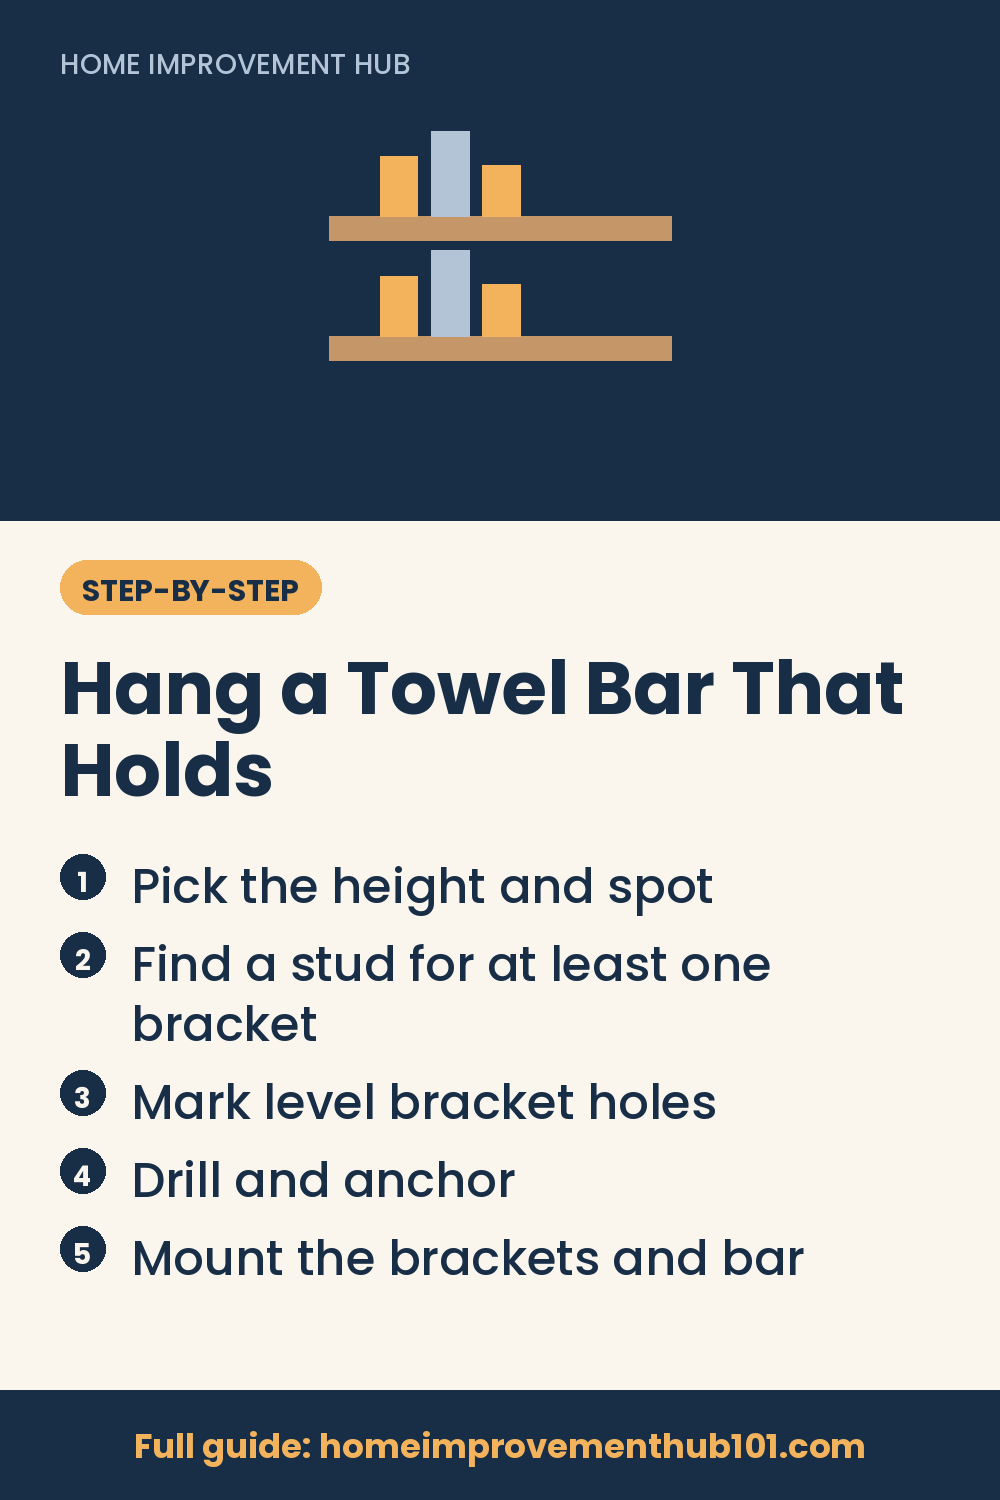 HOME IMPROVEMENT HUB
STEP-BY-STEP
Hang a Towel Bar That
Holds
1 Pick the height and spot
2 Find a stud for at least one
bracket
3 Mark level bracket holes
4 Drill and anchor
5 Mount the brackets and bar
Full guide: homeimprovementhub101.com